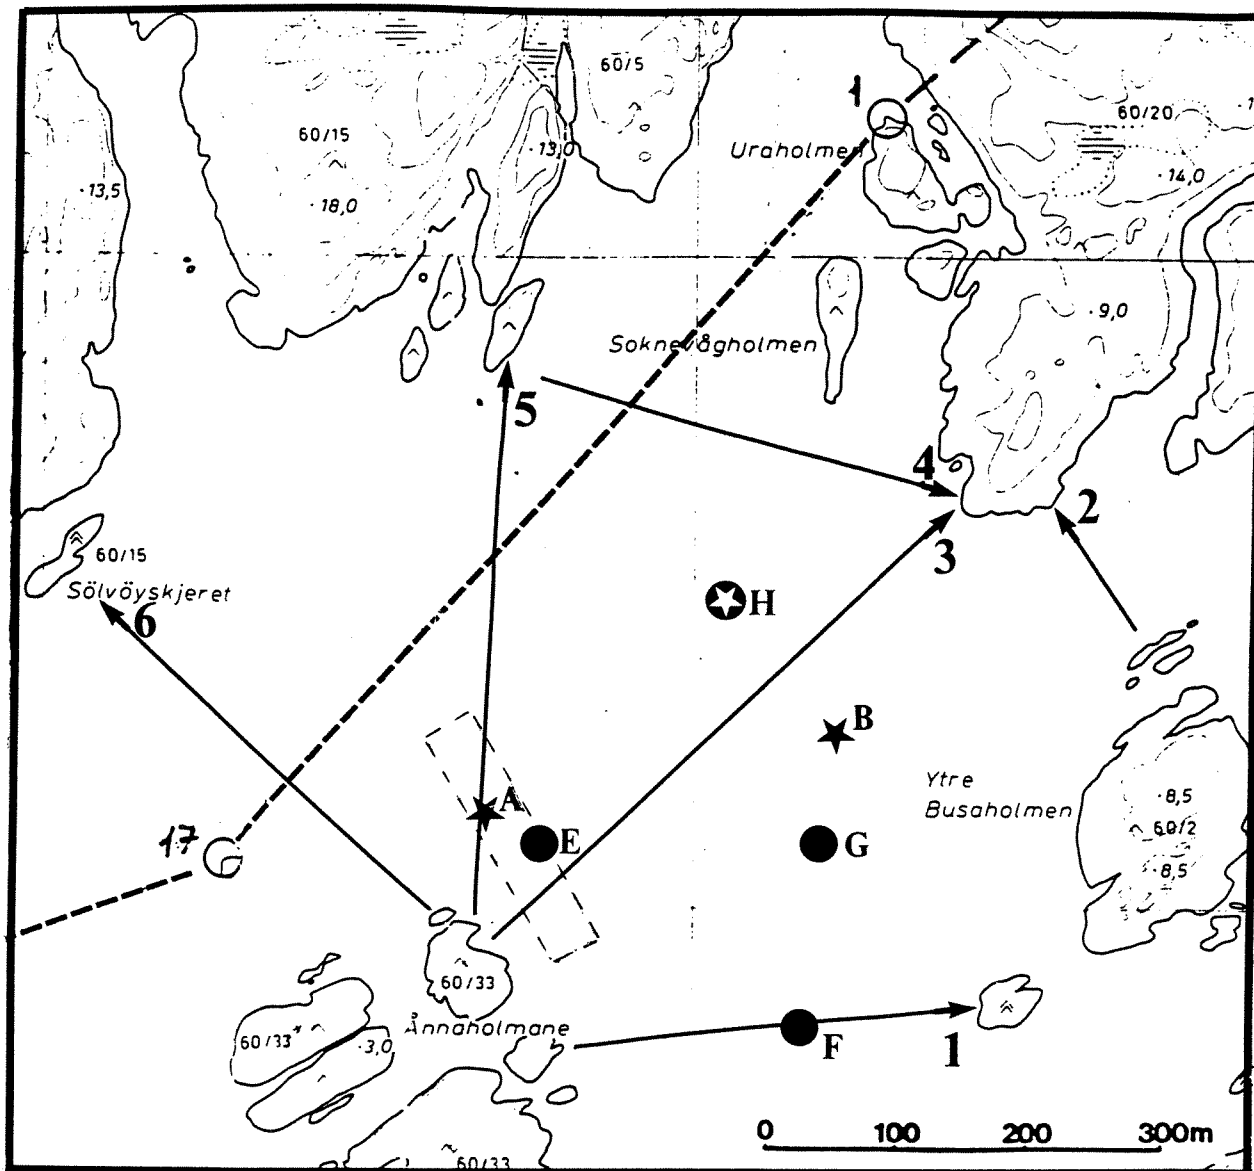 60/5
1
60/20
60/15
13,0
Uraholmen
·13,5
·18,0
·14,0
·9,0
Soknevågholmen
5
4
2
60/15
3
Sölvöyskjeret
6
H
B
A
Ytre
Busaholmen
·8,5
60/2
·8,5
17
E
G
60/33
Ånnaholmane
60/33
·3,0
F
1
0 100 200 300m
60/33